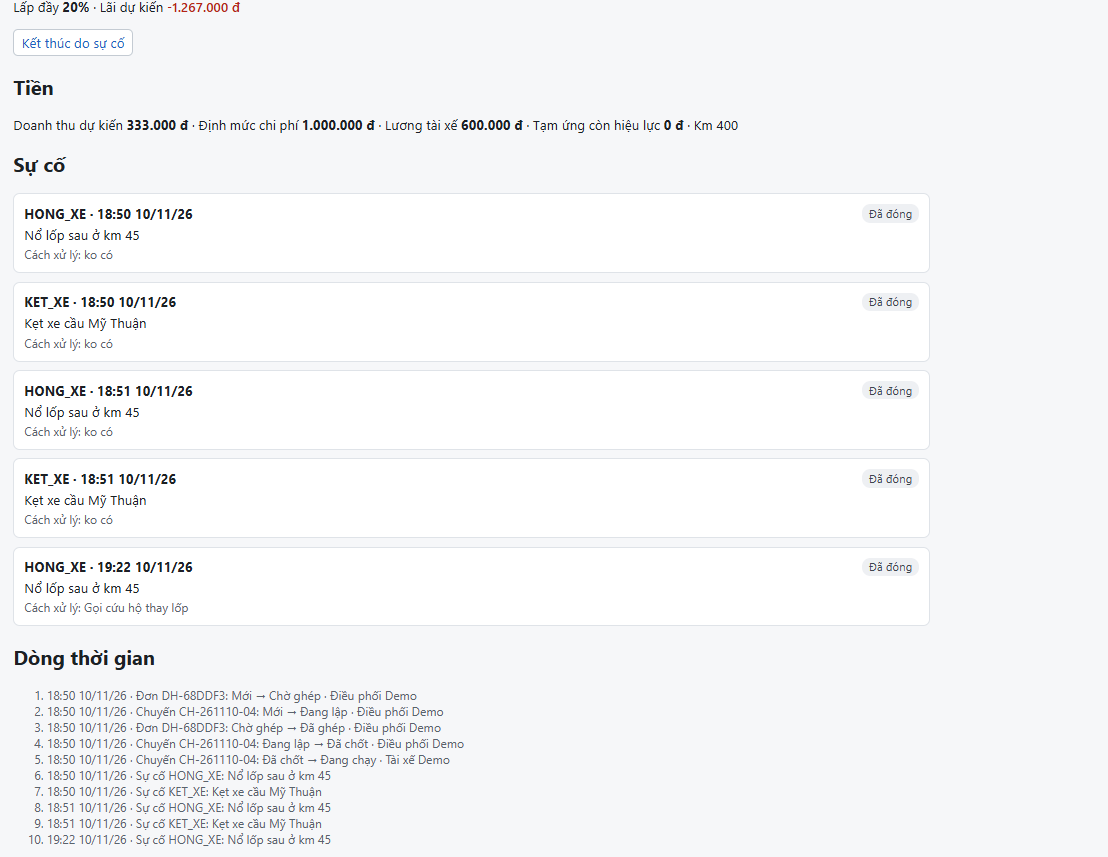 Lấp đầy 20% · Lãi dự kiến -1.267.000 đ
Kết thúc do sự cố
Tiền
Doanh thu dự kiến 333.000 đ · Định mức chi phí 1.000.000 đ · Lương tài xế 600.000 đ · Tạm ứng còn hiệu lực 0 đ · Km 400
Sự cố
HONG_XE · 18:50 10/11/26
Đã đóng
Nổ lốp sau ở km 45
Cách xử lý: ko có
KET_XE · 18:50 10/11/26
Đã đóng
Kẹt xe cầu Mỹ Thuận
Cách xử lý: ko có
HONG_XE · 18:51 10/11/26
Đã đóng
Nổ lốp sau ở km 45
Cách xử lý: ko có
KET_XE · 18:51 10/11/26
Đã đóng
Kẹt xe cầu Mỹ Thuận
Cách xử lý: ko có
HONG_XE · 19:22 10/11/26
Đã đóng
Nổ lốp sau ở km 45
Cách xử lý: Gọi cứu hộ thay lốp
Dòng thời gian
1. 18:50 10/11/26 · Đơn DH-68DDF3: Mới → Chờ ghép · Điều phối Demo
2. 18:50 10/11/26 · Chuyến CH-261110-04: Mới → Đang lập · Điều phối Demo
3. 18:50 10/11/26 · Đơn DH-68DDF3: Chờ ghép → Đã ghép · Điều phối Demo
4. 18:50 10/11/26 · Chuyến CH-261110-04: Đang lập → Đã chốt · Điều phối Demo
5. 18:50 10/11/26 · Chuyến CH-261110-04: Đã chốt → Đang chạy · Tài xế Demo
6. 18:50 10/11/26 · Sự cố HONG_XE: Nổ lốp sau ở km 45
7. 18:50 10/11/26 · Sự cố KET_XE: Kẹt xe cầu Mỹ Thuận
8. 18:51 10/11/26 · Sự cố HONG_XE: Nổ lốp sau ở km 45
9. 18:51 10/11/26 · Sự cố KET_XE: Kẹt xe cầu Mỹ Thuận
10. 19:22 10/11/26 · Sự cố HONG_XE: Nổ lốp sau ở km 45